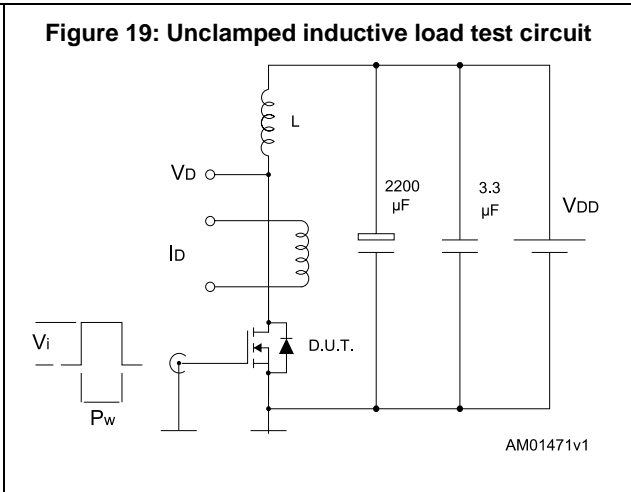 Figure 19: Unclamped inductive load test circuit
L
VD
2200
µF
3.3
µF
VDD
ID
Vi
D.U.T.
Pw
AM01471v1